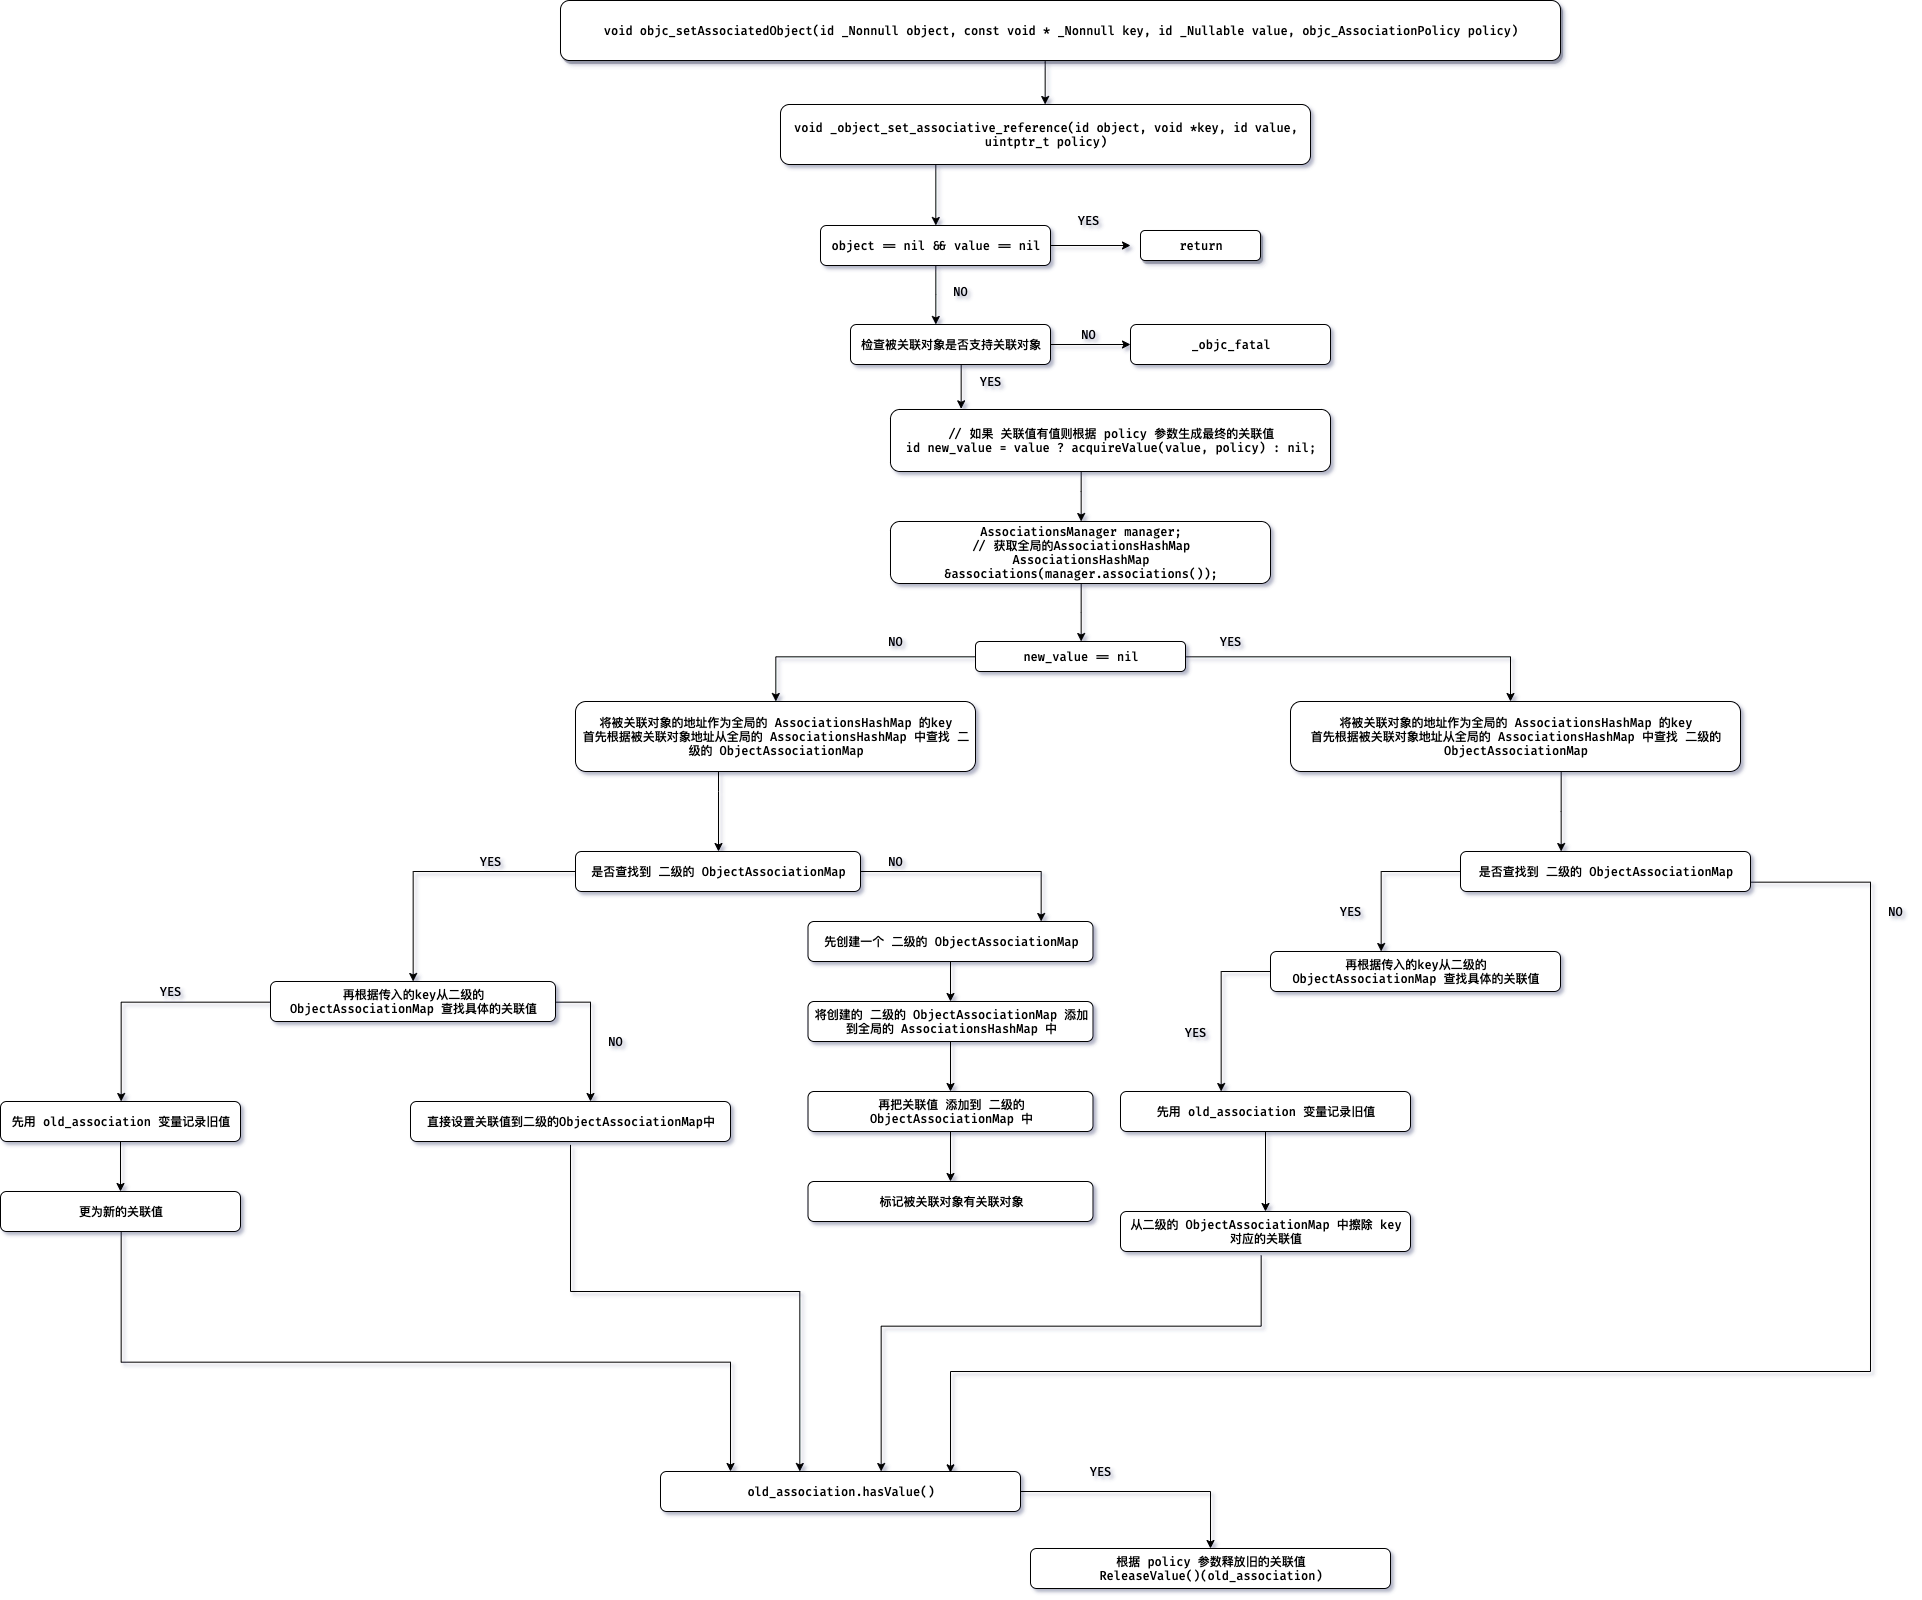 void objc_setAssociatedObject(id _Nonnull object, const void * _Nonnull key, id _Nullable value, objc_AssociationPolicy policy)
void _object_set_associative_reference(id object, void *key, id value,
uintptr_t policy)
YES
object == nil && value == nil
return
NO
检查被关联对象是否支持关联对象
NO
_objc_fatal
YES
// 如果 关联值有值则根据 policy 参数生成最终的关联值
id new_value = value ? acquireValue(value, policy) : nil;
AssociationsManager manager;
// 获取全局的AssociationsHashMap
AssociationsHashMap
&associations(manager.associations());
NO
YES
new_value == nil
将被关联对象的地址作为全局的 AssociationsHashMap 的key
首先根据被关联对象地址从全局的 AssociationsHashMap 中查找 二
级的 ObjectAssociationMap
将被关联对象的地址作为全局的 AssociationsHashMap 的key
首先根据被关联对象地址从全局的 AssociationsHashMap 中查找 二级的
ObjectAssociationMap
YES
是否查找到 二级的 ObjectAssociationMap
NO
是否查找到 二级的 ObjectAssociationMap
YES
NO
先创建一个 二级的 ObjectAssociationMap
再根据传入的key从二级的
ObjectAssociationMap 查找具体的关联值
YES
再根据传入的key从二级的
ObjectAssociationMap 查找具体的关联值
NO
将创建的 二级的 ObjectAssociationMap 添加
到全局的 AssociationsHashMap 中
YES
先用 old_association 变量记录旧值
直接设置关联值到二级的ObjectAssociationMap中
再把关联值 添加到 二级的
ObjectAssociationMap 中
先用 old_association 变量记录旧值
更为新的关联值
标记被关联对象有关联对象
从二级的 ObjectAssociationMap 中擦除 key
对应的关联值
old_association.hasValue()
YES
根据 policy 参数释放旧的关联值
ReleaseValue()(old_association)